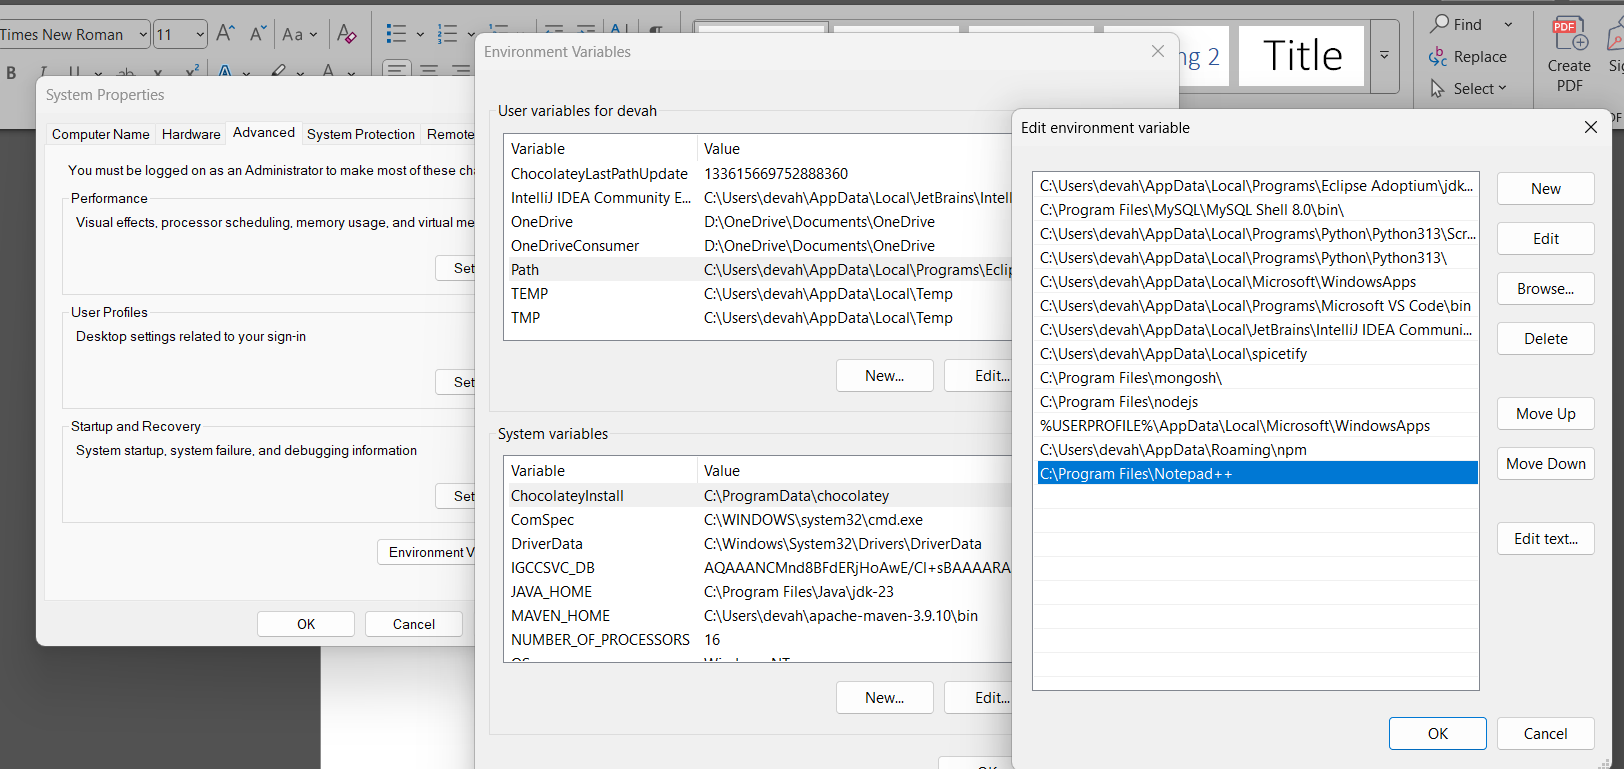 Times New Roman
11
Aa
Find
Replace
Select
ng 2
Title
Create
PDF
B
System Properties
Computer Name
Hardware
Advanced
System Protection
Remote
You must be logged on as an Administrator to make most of these cha
Performance
Visual effects, processor scheduling, memory usage, and virtual me
Set
User Profiles
Desktop settings related to your sign-in
Set
Startup and Recovery
System startup, system failure, and debugging information
Set
Environment V
OK
Cancel
Environment Variables
User variables for devah
Variable Value
ChocolateyLastPathUpdate 133615669752888360
IntelliJ IDEA Community E... C:\Users\devah\AppData\Local\JetBrains\Intell
OneDrive D:\OneDrive\Documents\OneDrive
OneDriveConsumer D:\OneDrive\Documents\OneDrive
Path C:\Users\devah\AppData\Local\Programs\Eclip
TEMP C:\Users\devah\AppData\Local\Temp
TMP C:\Users\devah\AppData\Local\Temp
New...
Edit...
System variables
Variable Value
ChocolateyInstall C:\ProgramData\chocolatey
ComSpec C:\WINDOWS\system32\cmd.exe
DriverData C:\Windows\System32\Drivers\DriverData
IGCCSVC_DB AQAAANCMnd8BFdERjHoAwE/Cl+sBAAAARA
JAVA_HOME C:\Program Files\Java\jdk-23
MAVEN_HOME C:\Users\devah\apache-maven-3.9.10\bin
NUMBER_OF_PROCESSORS 16
New...
Edit...
Edit environment variable
C:\Users\devah\AppData\Local\Programs\Eclipse Adoptium\jdk...
C:\Program Files\MySQL\MySQL Shell 8.0\bin\
C:\Users\devah\AppData\Local\Programs\Python\Python313\Scr...
C:\Users\devah\AppData\Local\Programs\Python\Python313\
C:\Users\devah\AppData\Local\Microsoft\WindowsApps
C:\Users\devah\AppData\Local\Programs\Microsoft VS Code\bin
C:\Users\devah\AppData\Local\JetBrains\IntelliJ IDEA Communi...
C:\Users\devah\AppData\Local\spicetify
C:\Program Files\mongosh\
C:\Program Files\nodejs
%USERPROFILE%\AppData\Local\Microsoft\WindowsApps
C:\Users\devah\AppData\Roaming\npm
C:\Program Files\Notepad++
New
Edit
Browse...
Delete
Move Up
Move Down
Edit text...
OK
Cancel